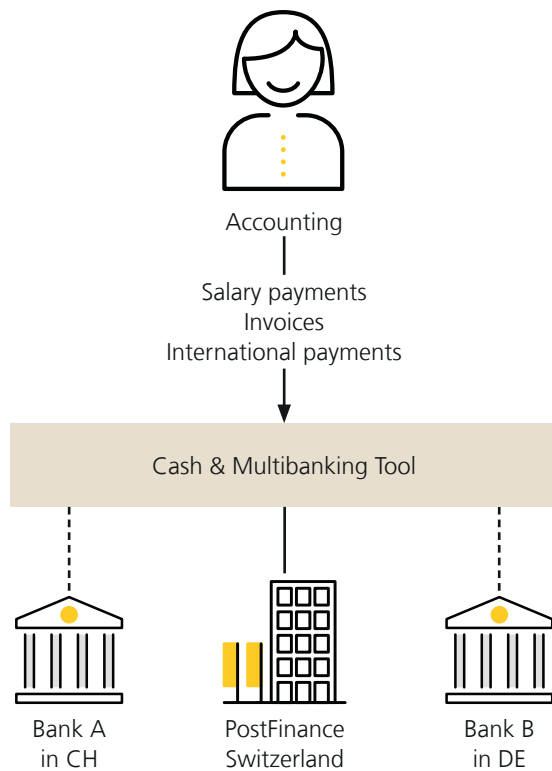 Accounting
Salary payments
Invoices
International payments
Cash & Multibanking Tool
Bank A
in CH
PostFinance
Switzerland
Bank B
in DE